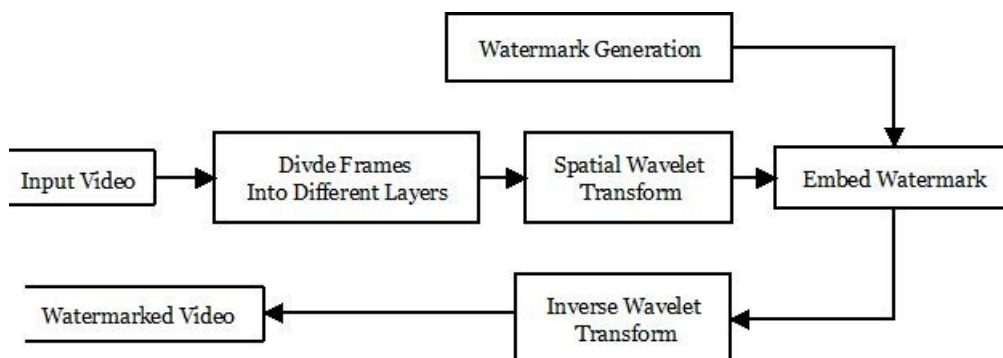 Watermark Generation
Input Video
Divde Frames
Into Different Layers
Spatial Wavelet
Transform
Embed Watermark
Watermarked Video
Inverse Wavelet
Transform